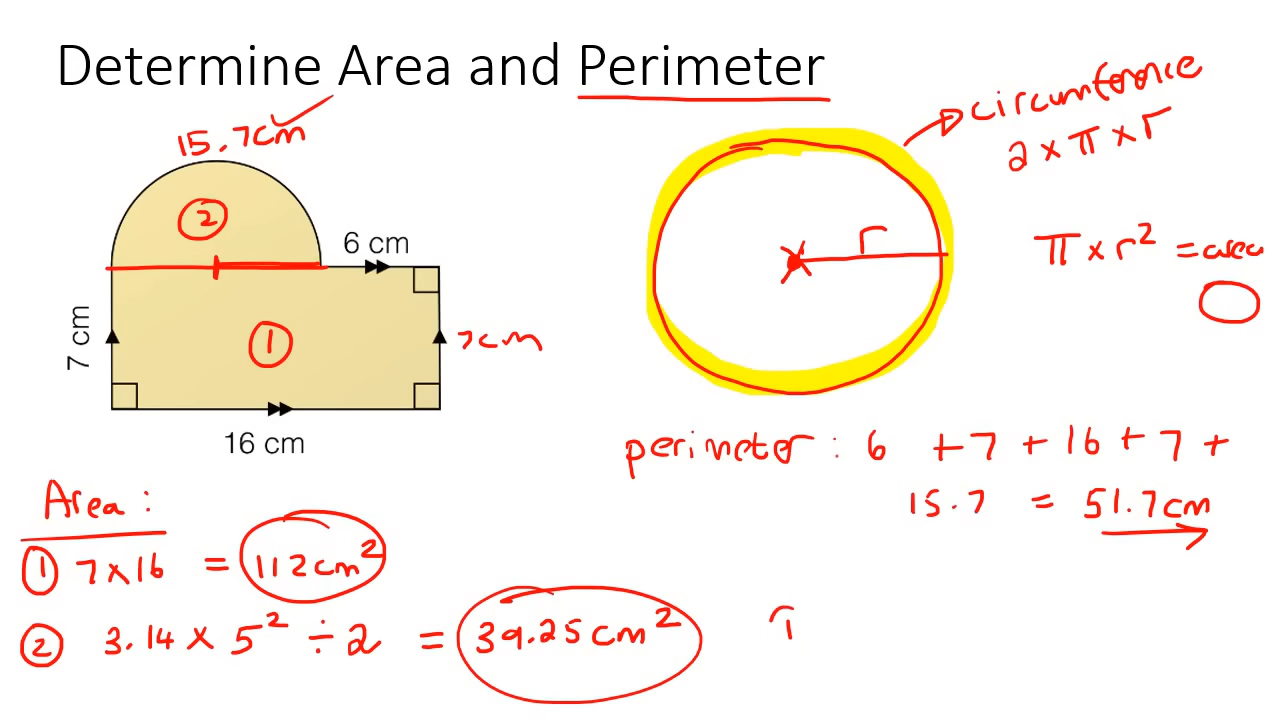 Determine Area and Perimeter
15.7cm
circumference
2 × π × r
②
6 cm
r
π × r² = area
7 cm
①
7cm
16 cm
perimeter : 6 + 7 + 16 + 7 +
15.7 = 51.7cm
Area :
① 7 × 16 = 112cm²
② 3.14 × 5² ÷ 2 = 39.25cm²